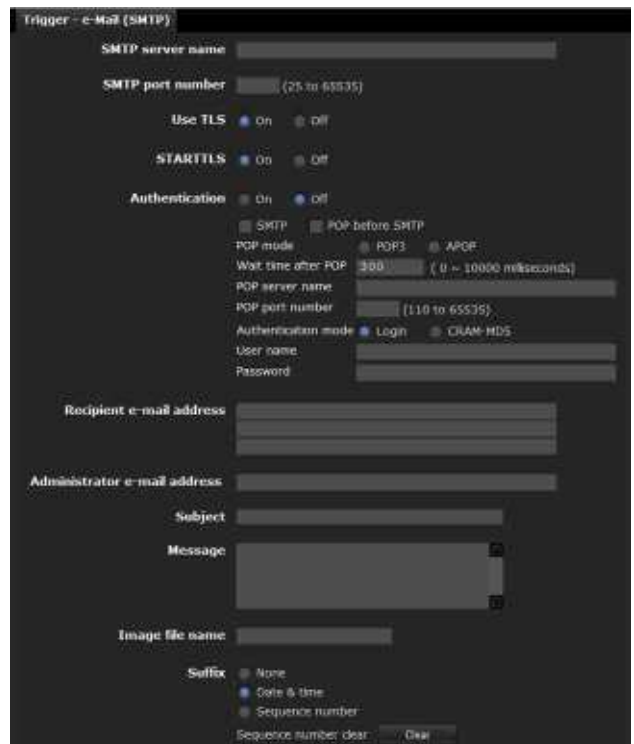 Trigger - e-Mail (SMTP)
SMTP server name
SMTP port number (25 to 65535)
Use TLS On Off
STARTTLS On Off
Authentication On Off
SMTP POP before SMTP
POP mode POP3 APOP
Wait time after POP 300 ( 0 ~ 10000 milliseconds)
POP server name
POP port number (110 to 65535)
Authentication mode Login CRAM-MD5
User name
Password
Recipient e-mail address
Administrator e-mail address
Subject
Message
Image file name
Suffix None
Date & time
Sequence number
Sequence number clear Clear